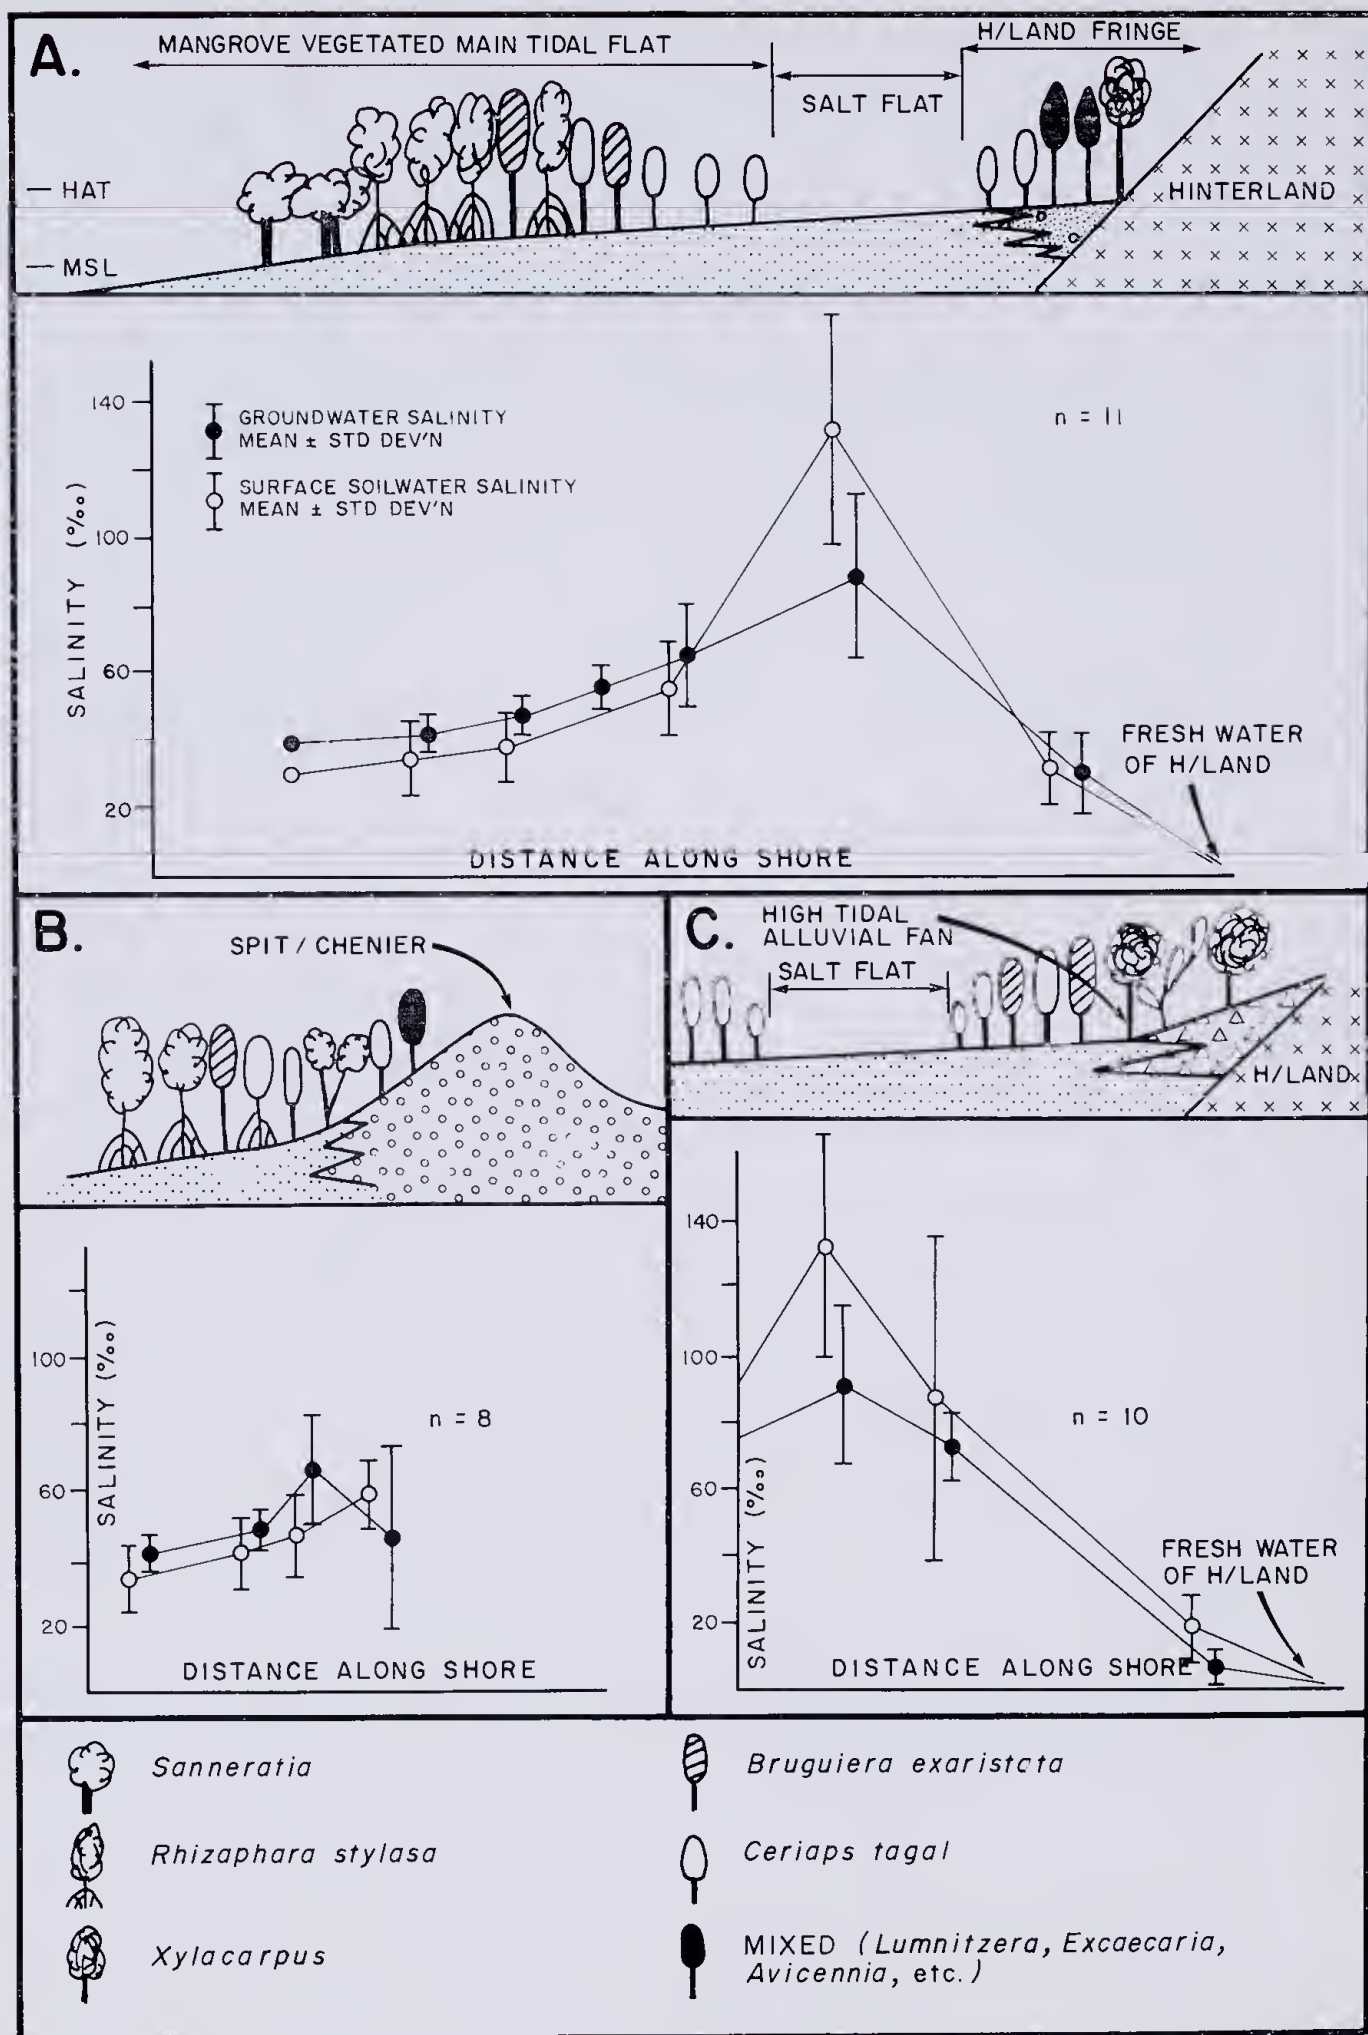 A.
MANGROVE VEGETATED MAIN TIDAL FLAT
SALT FLAT
H/LAND FRINGE
HAT
MSL
HINTERLAND
140
100
60
20
SALINITY (‰)
GROUNDWATER SALINITY
MEAN ± STD DEV'N
SURFACE SOILWATER SALINITY
MEAN ± STD DEV'N
n = 11
FRESH WATER
OF H/LAND
DISTANCE ALONG SHORE
B.
SPIT / CHENIER
100
60
20
SALINITY (‰)
n = 8
DISTANCE ALONG SHORE
C.
HIGH TIDAL
ALLUVIAL FAN
SALT FLAT
H/LAND
140
100
60
20
SALINITY (‰)
n = 10
FRESH WATER
OF H/LAND
DISTANCE ALONG SHORE
Sanneratia
Rhizaphara stylasa
Xylacarpus
Bruguiera exaristata
Ceriaps tagal
MIXED (Lumnitzera, Excaecaria,
Avicennia, etc.)